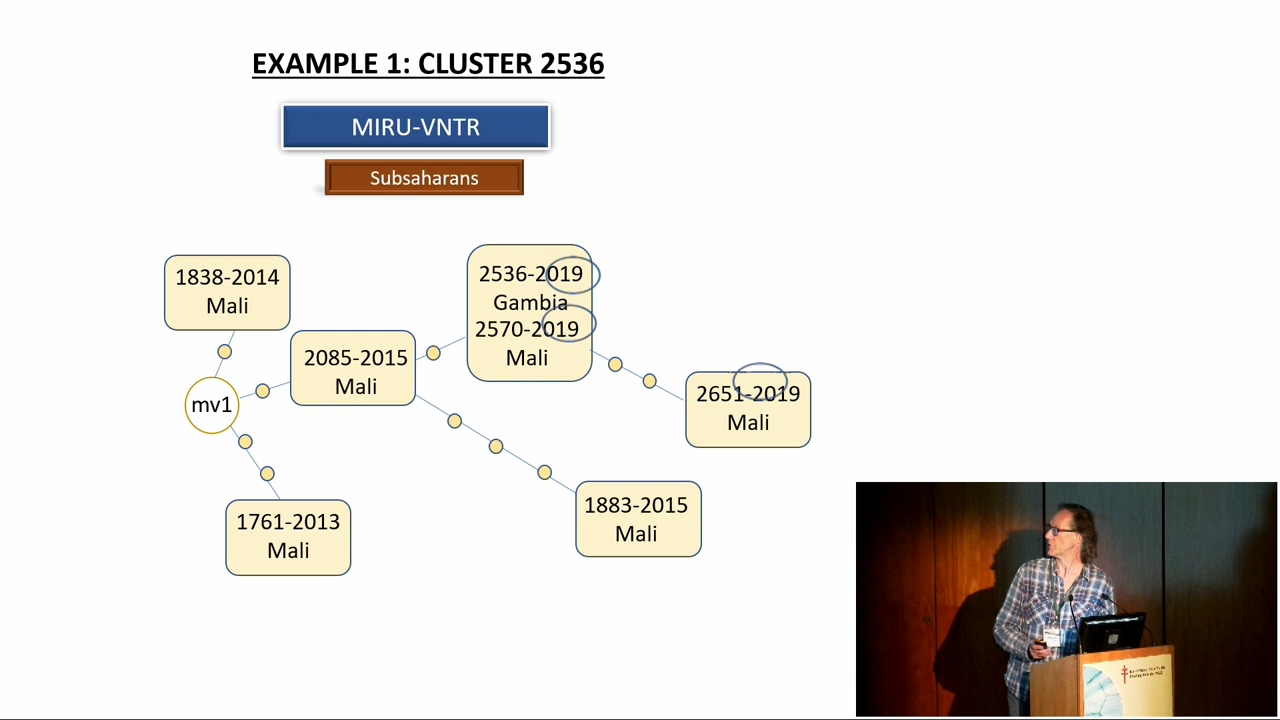 EXAMPLE 1: CLUSTER 2536
MIRU-VNTR
Subsaharans
1838-2014
Mali
2536-2019
Gambia
2570-2019
Mali
2085-2015
Mali
mv1
2651-2019
Mali
1761-2013
Mali
1883-2015
Mali